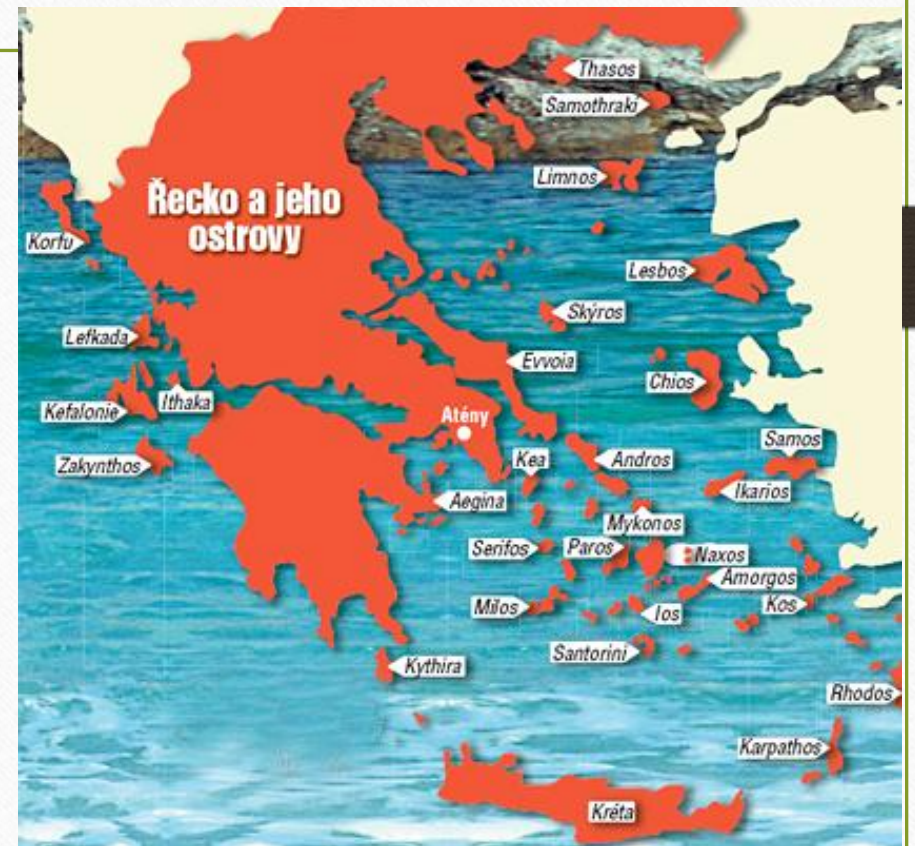 Thasos
Samothraki
Limnos
Řecko a jeho
ostrovy
Korfu
Lesbos
Skýros
Lefkada
Evvoia
Chios
Kefalonie
Ithaka
Atény
Samos
Zakynthos
Kea
Andros
Ikarios
Aegina
Mykonos
Serifos
Paros
Naxos
Amorgos
Milos
Ios
Kos
Santorini
Kythira
Rhodos
Karpathos
Kréta